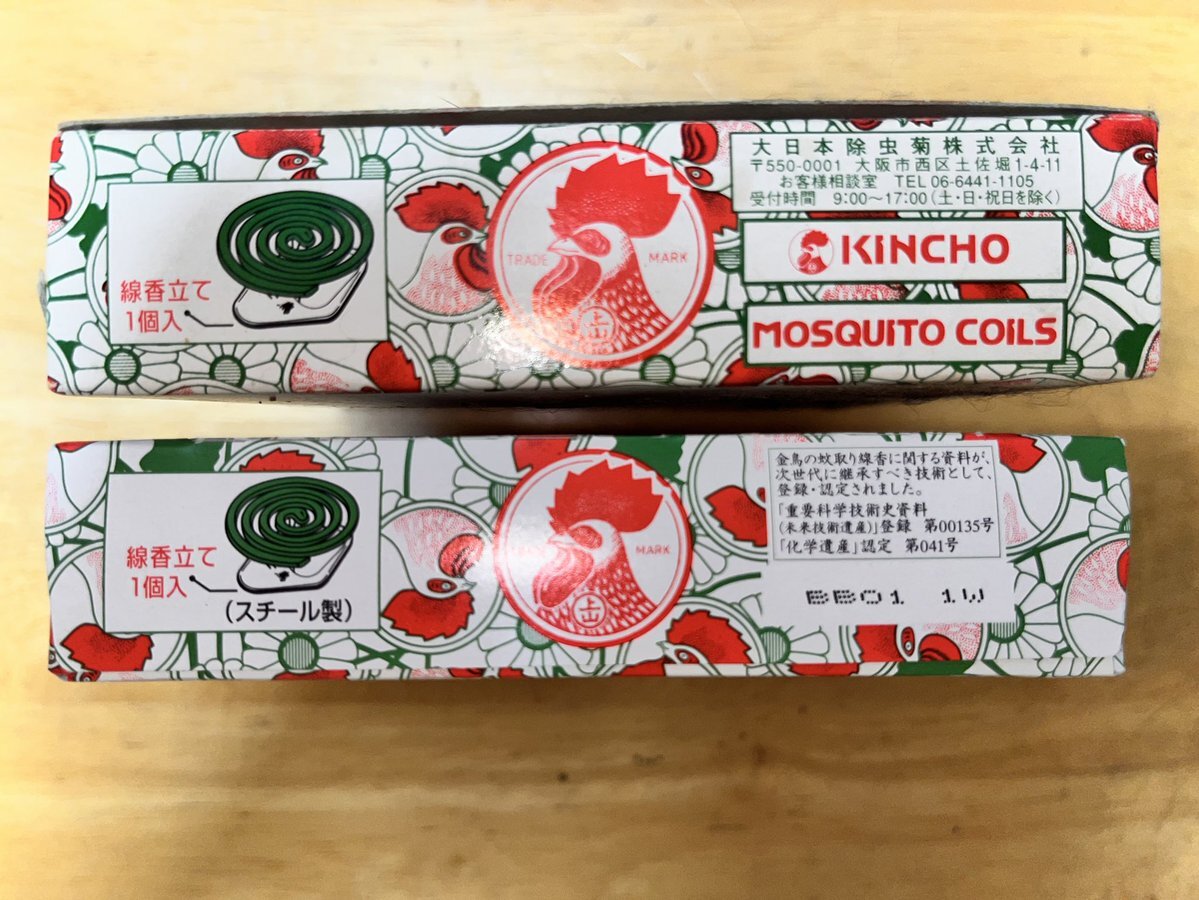 線香立て
1個入
TRADE MARK
上山
大日本除虫菊株式会社
〒550-0001 大阪市西区土佐堀1-4-11
お客様相談室 TEL 06-6441-1105
受付時間 9:00〜17:00(土・日・祝日を除く)
KiNCHO
MOSQUiTO COiLS
線香立て
1個入
(スチール製)
TRADE MARK
上山
金鳥の蚊取り線香に関する資料が、
次世代に継承すべき技術として、
登録・認定されました。
「重要科学技術史資料
(未来技術遺産)」登録 第00135号
「化学遺産」認定 第041号
BB01 1W